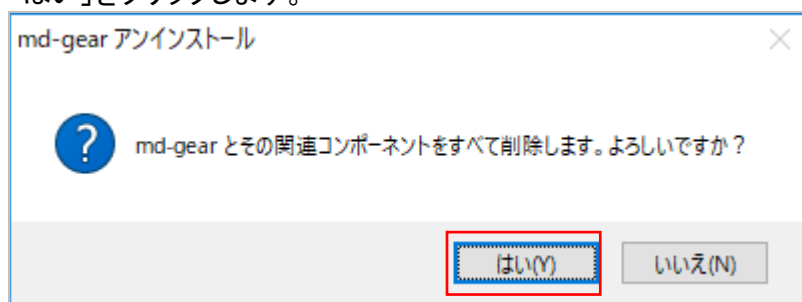 はい」をクリックします。
md-gear アンインストール
md-gear とその関連コンポーネントをすべて削除します。よろしいですか?
はい(Y)
いいえ(N)